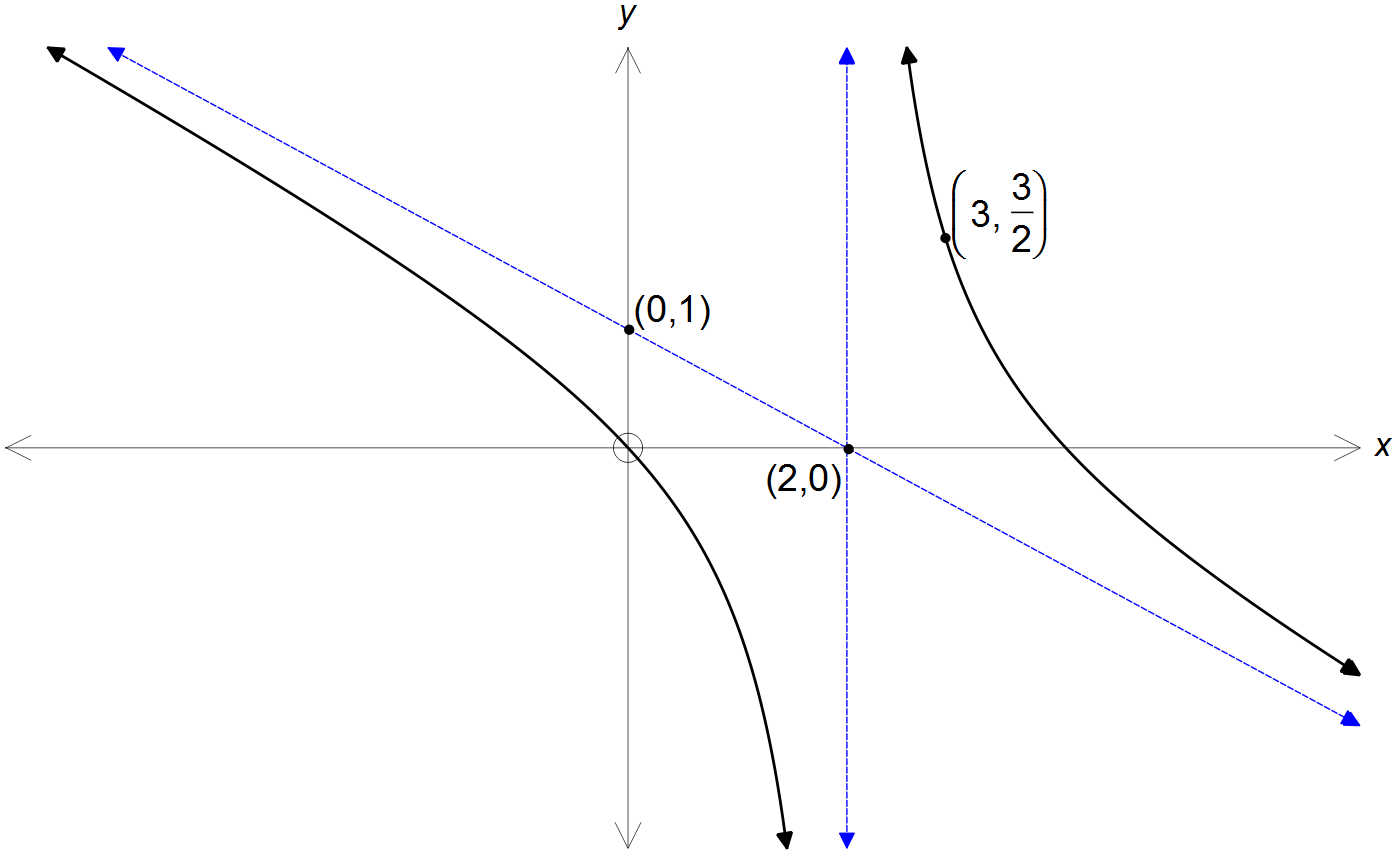 y
(3, 3/2)
(0,1)
x
(2,0)